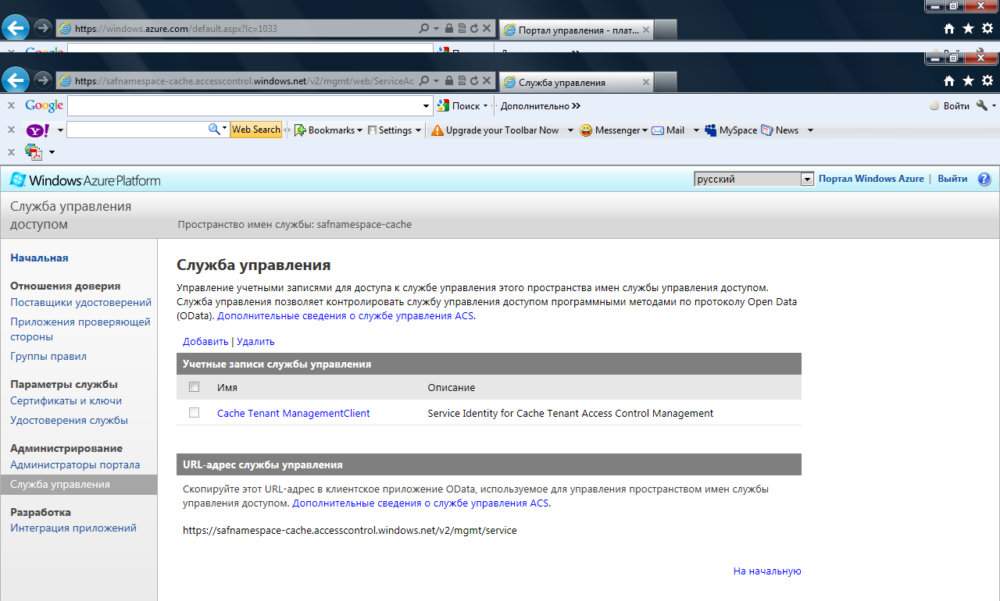 https://windows.azure.com/default.aspx?lc=1033
Портал управления - плат...
https://safnamespace-cache.accesscontrol.windows.net/v2/mgmt/web/ServiceAc
Служба управления
x Google Поиск Дополнительно Войти
x Y! Web Search Bookmarks Settings Upgrade your Toolbar Now Messenger Mail MySpace News
x
Windows Azure Platform
русский Портал Windows Azure | Выйти ?
Служба управления
доступом
Пространство имен службы: safnamespace-cache
Начальная
Отношения доверия
Поставщики удостоверений
Приложения проверяющей
стороны
Группы правил
Параметры службы
Сертификаты и ключи
Удостоверения службы
Администрирование
Администраторы портала
Служба управления
Разработка
Интеграция приложений
Служба управления
Управление учетными записями для доступа к службе управления этого пространства имен службы управления доступом.
Служба управления позволяет контролировать службу управления доступом программными методами по протоколу Open Data
(OData). Дополнительные сведения о службе управления ACS.
Добавить | Удалить
Учетные записи службы управления
Имя Описание
Cache Tenant ManagementClient Service Identity for Cache Tenant Access Control Management
URL-адрес службы управления
Скопируйте этот URL-адрес в клиентское приложение OData, используемое для управления пространством имен службы
управления доступом. Дополнительные сведения о службе управления ACS.
https://safnamespace-cache.accesscontrol.windows.net/v2/mgmt/service
На начальную